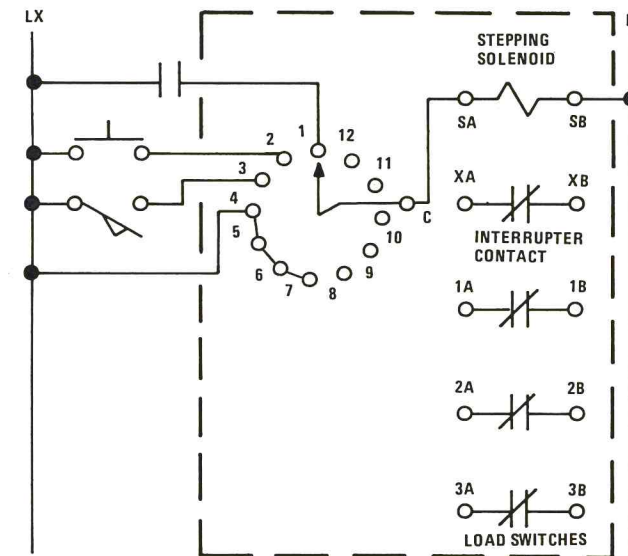 LX
STEPPING
SOLENOID
SA
SB
1
12
2
11
3
XA
XB
4
C
10
INTERRUPTER
CONTACT
5
9
6
7
8
1A
1B
2A
2B
3A
3B
LOAD SWITCHES